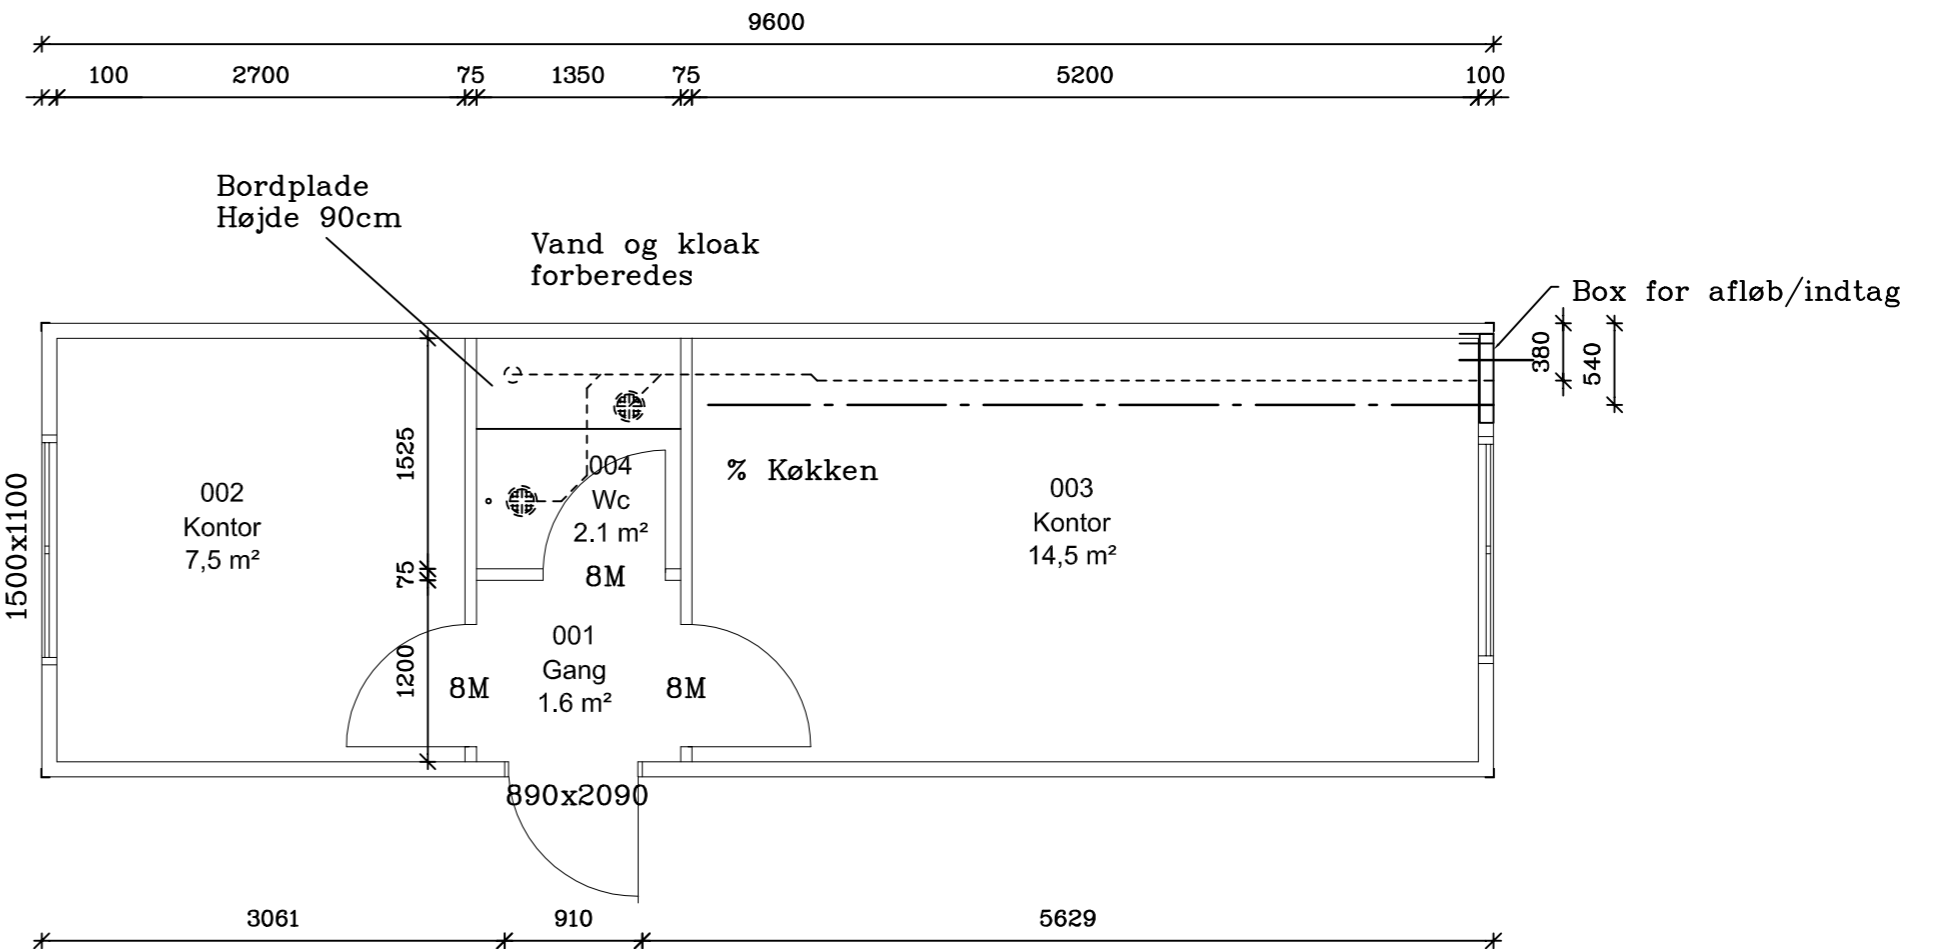 9600
100 2700 75 1350 75 5200 100
Bordplade
Højde 90cm
Vand og kloak
forberedes
Box for afløb/indtag
380
540
1500x1100
1525
75
1200
002
Kontor
7,5 m²
004
Wc
2.1 m²
8M
% Køkken
003
Kontor
14,5 m²
001
Gang
1.6 m²
8M
8M
890x2090
3061 910 5629